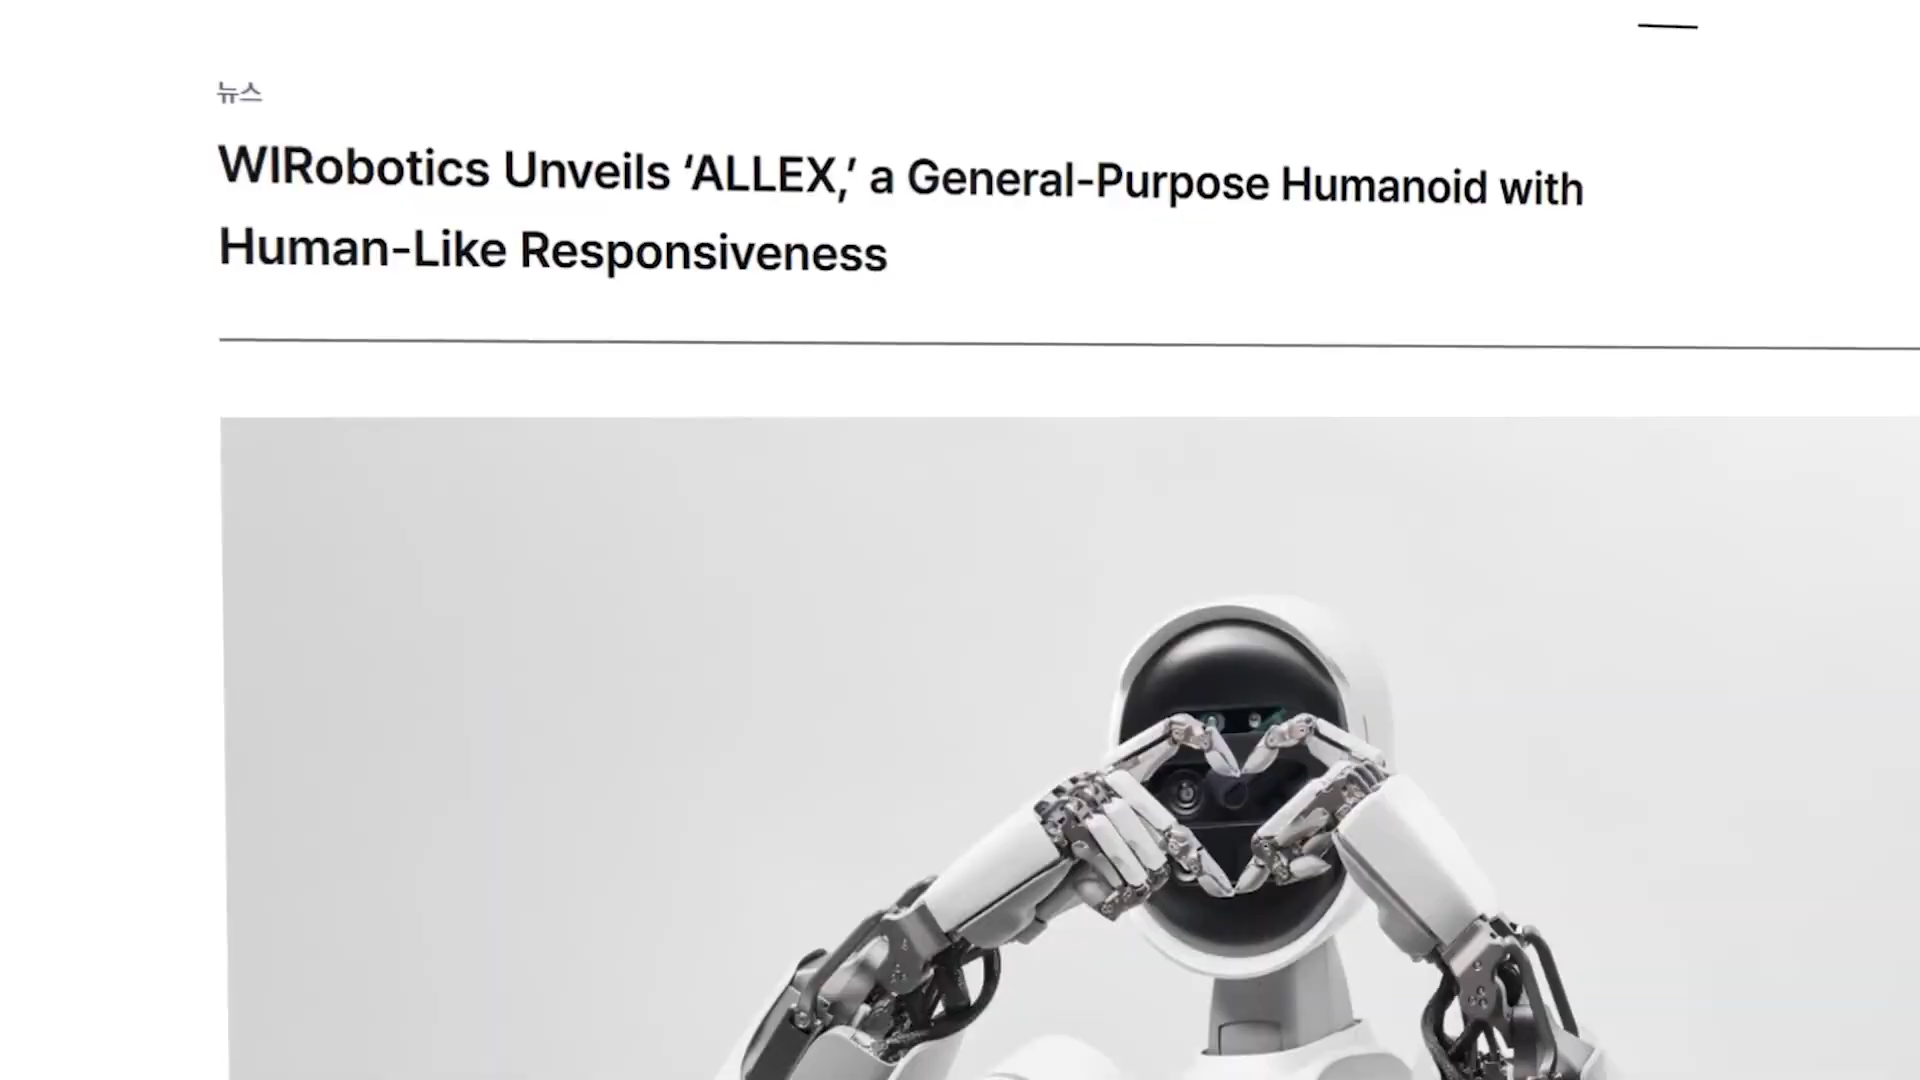 뉴스
WIRobotics Unveils ‘ALLEX,’ a General-Purpose Humanoid with
Human-Like Responsiveness